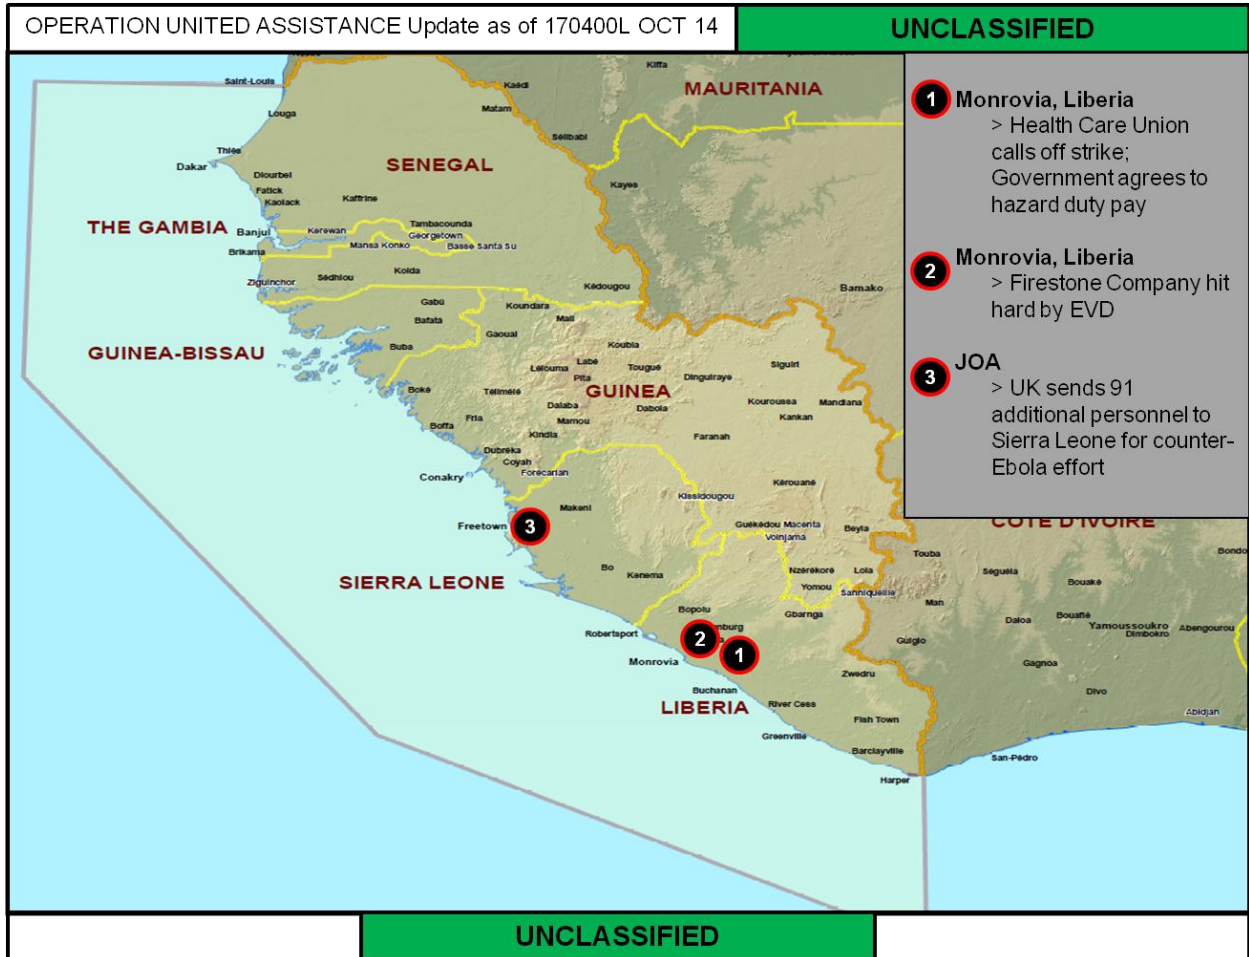 OPERATION UNITED ASSISTANCE Update as of 170400L OCT 14
UNCLASSIFIED
1 Monrovia, Liberia
> Health Care Union
calls off strike;
Government agrees to
hazard duty pay
2 Monrovia, Liberia
> Firestone Company hit
hard by EVD
3 JOA
> UK sends 91
additional personnel to
Sierra Leone for counter-
Ebola effort
Kiffa
Saint-Louis
Kaédi
MAURITANIA
Louga
Matam
Sélibabi
Thiès
Dakar
SENEGAL
Diourbel
Kayes
Fatick
Kaolack
Kaffrine
THE GAMBIA
Banjul
Kerewan
Tambacounda
Georgetown
Mansa Konko
Basse Santa Su
Brikama
Ziguinchor
Sédhiou
Kolda
Kédougou
Bamako
Gabú
Koundara
Bafatá
Mali
GUINEA-BISSAU
Buba
Gaoual
Koubia
Labé
Lélouma
Tougué
Siguiri
Pita
Dinguiraye
Boké
Télimélé
GUINEA
Dalaba
Dabola
Kouroussa
Mandiana
Boffa
Fria
Mamou
Kankan
Kindia
Faranah
Dubréka
Coyah
Forécariah
Conakry
Kérouané
Kissidougou
Makeni
Freetown
3
Guékédou
Macenta
Beyla
Voinjama
CÔTE D'IVOIRE
Touba
Bondo
SIERRA LEONE
Bo
Kenema
Nzérékoré
Lola
Yomou
Sanniquellie
Séguéla
Bouaké
Man
Bopolu
Gbarnga
Daloa
Bouaflé
Yamoussoukro
Dimbokro
Abengourou
Robertsport
nburg
2
1
Guiglo
Monrovia
Gagnoa
Zwedru
Buchanan
LIBERIA
River Cess
Divo
Fish Town
Abidjan
Greenville
Barclayville
San-Pédro
Harper
UNCLASSIFIED